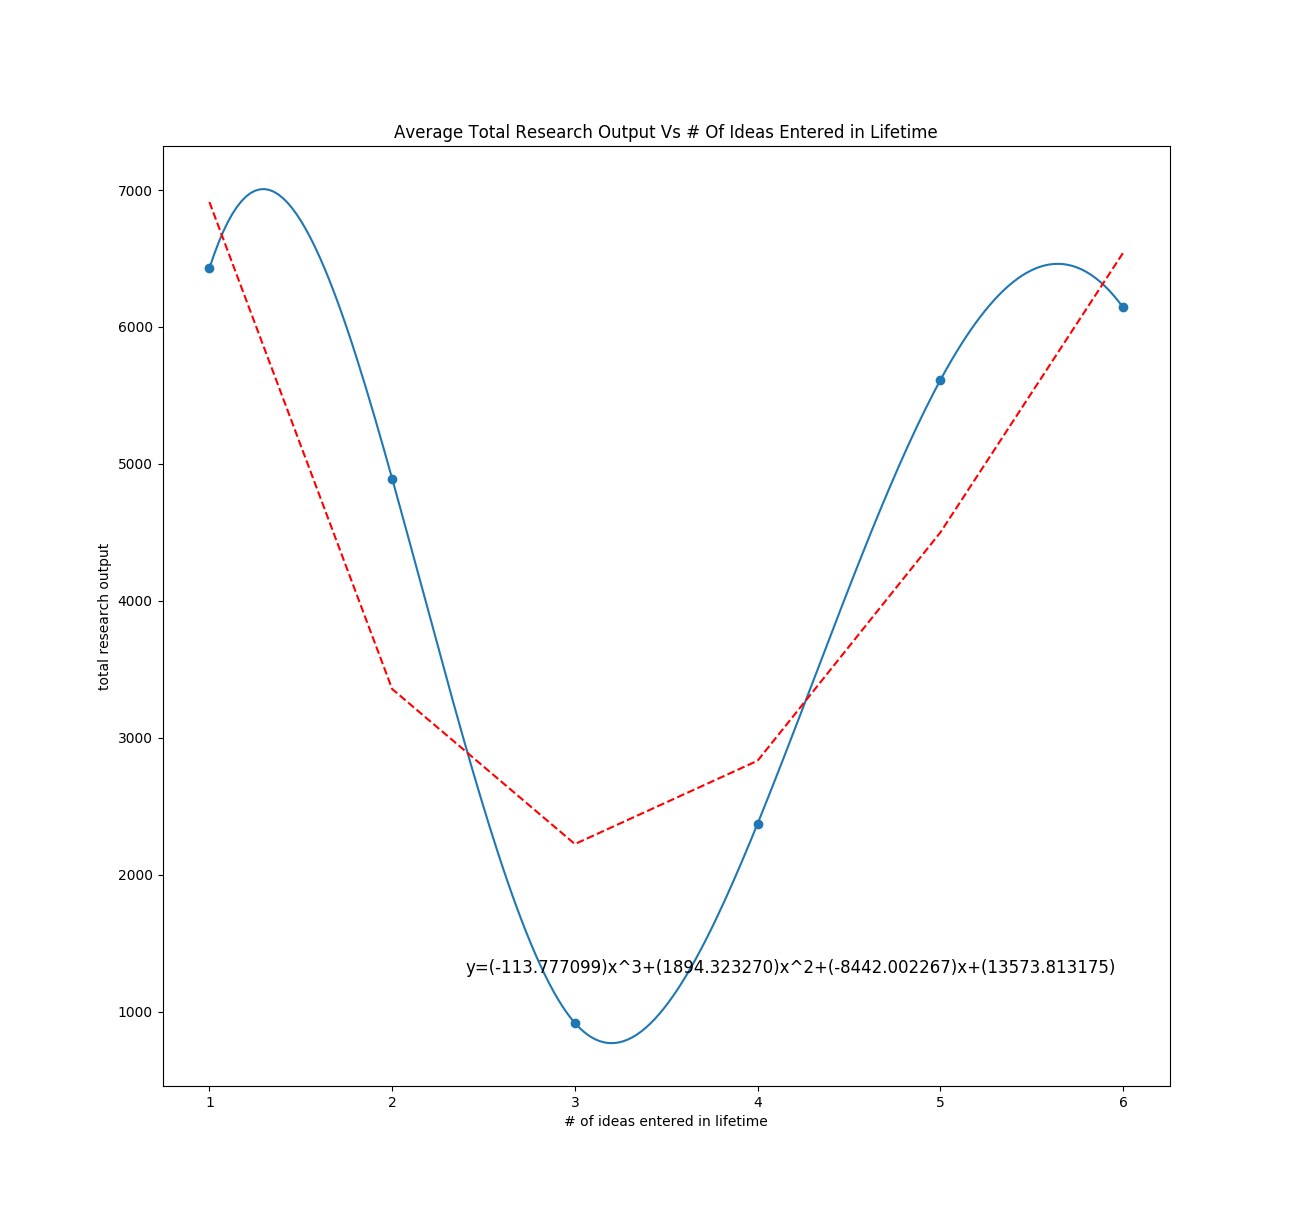 Average Total Research Output Vs # Of Ideas Entered in Lifetime
7000
6000
5000
4000
3000
2000
1000
total research output
y=(-113.777099)x^3+(1894.323270)x^2+(-8442.002267)x+(13573.813175)
1 2 3 4 5 6
# of ideas entered in lifetime